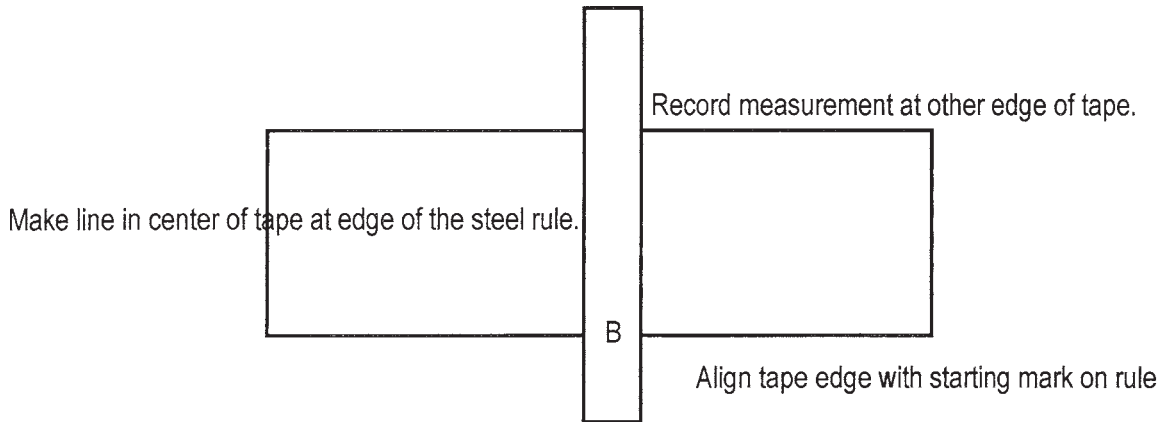 Record measurement at other edge of tape.
Make line in center of tape at edge of the steel rule.
B
Align tape edge with starting mark on rule